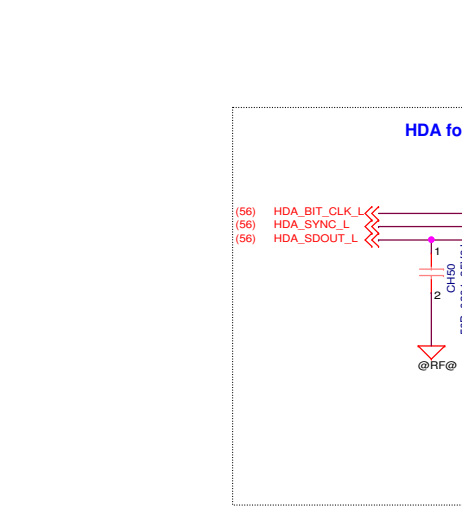 HDA fo
(56) HDA_BIT_CLK_L
(56) HDA_SYNC_L
(56) HDA_SDOUT_L
1
CH50
2
@RF@